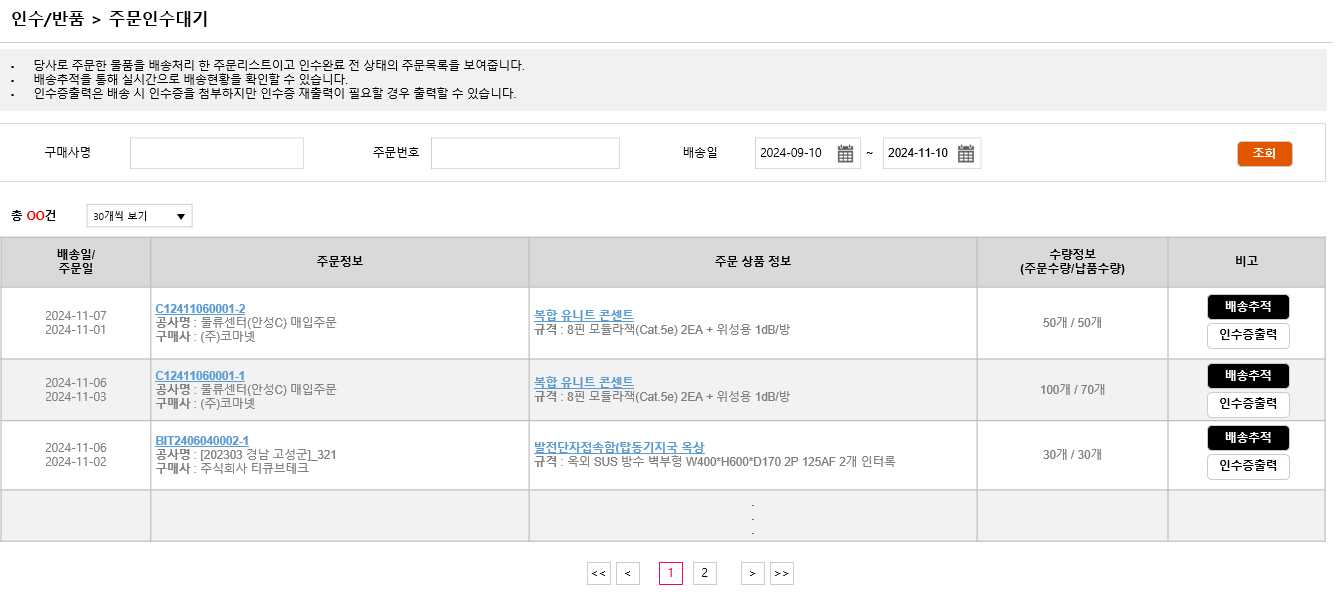 인수/반품 > 주문인수대기
• 당사로 주문한 물품을 배송처리 한 주문리스트이고 인수완료 전 상태의 주문목록을 보여줍니다.
• 배송추적을 통해 실시간으로 배송현황을 확인할 수 있습니다.
• 인수증출력은 배송 시 인수증을 첨부하지만 인수증 재출력이 필요할 경우 출력할 수 있습니다.
구매사명 주문번호 배송일 2024-09-10 ~ 2024-11-10 조회
총 OO건 30개씩 보기 ▼
배송일/
주문일
주문정보
주문 상품 정보
수량정보
(주문수량/납품수량)
비고
2024-11-07
2024-11-01
C12411060001-2
공사명 : 물류센터(안성C) 매입주문
구매사 : (주)코마넷
복합 유니트 콘센트
규격 : 8핀 모듈라잭(Cat.5e) 2EA + 위성용 1dB/방
50개 / 50개
배송추적
인수증출력
2024-11-06
2024-11-03
C12411060001-1
공사명 : 물류센터(안성C) 매입주문
구매사 : (주)코마넷
복합 유니트 콘센트
규격 : 8핀 모듈라잭(Cat.5e) 2EA + 위성용 1dB/방
100개 / 70개
배송추적
인수증출력
2024-11-06
2024-11-02
BIT2406040002-1
공사명 : [202303 경남 고성군]_321
구매사 : 주식회사 티큐브테크
발전단자접속함(탑동기지국 옥상
규격 : 옥외 SUS 방수 벽부형 W400*H600*D170 2P 125AF 2개 인터록
30개 / 30개
배송추적
인수증출력
.
.
.
<< < 1 2 > >>